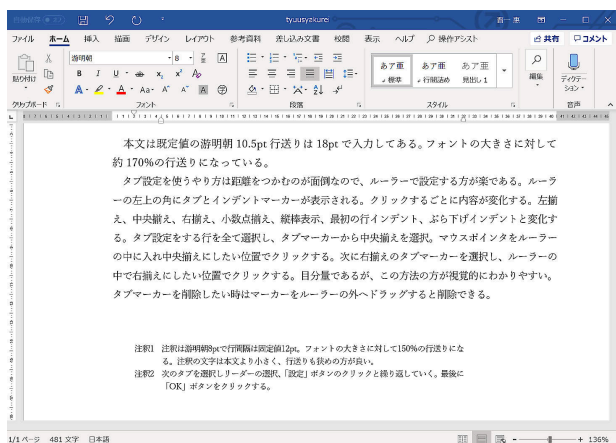 tyuusyakurei
ファイル ホーム 挿入 描画 デザイン レイアウト 参考資料 差し込み文書 校閲 表示 ヘルプ 操作アシスト 共有 コメント
游明朝 8
あア亜 あア亜 あア亜
標準 行間詰め 見出し 1
貼り付け 編集 ディクテーション
クリップボード フォント 段落 スタイル 音声
本文は既定値の游明朝 10.5pt 行送りは 18pt で入力してある。フォントの大きさに対して
約 170%の行送りになっている。
タブ設定を使うやり方は距離をつかむのが面倒なので、ルーラーで設定する方が楽である。ルーラ
ーの左上の角にタブとインデントマーカーが表示される。クリックするごとに内容が変化する。左揃
え、中央揃え、右揃え、小数点揃え、縦棒表示、最初の行インデント、ぶら下げインデントと変化す
る。タブ設定をする行を全て選択し、タブマーカーから中央揃えを選択。マウスポインタをルーラー
の中に入れ中央揃えにしたい位置でクリックする。次に右揃えのタブマーカーを選択し、ルーラーの
中で右揃えにしたい位置でクリックする。目分量であるが、この方法の方が視覚的にわかりやすい。
タブマーカーを削除したい時はマーカーをルーラーの外へドラッグすると削除できる。
注釈1 注釈は游明朝8ptで行間隔は固定値12pt。フォントの大きさに対して150%の行送りにな
る。注釈の文字は本文より小さく、行送りも狭めの方が良い。
注釈2 次のタブを選択しリーダーの選択、「設定」ボタンのクリックと繰り返していく。最後に
「OK」ボタンをクリックする。
1/1 ページ 481 文字 日本語 136%